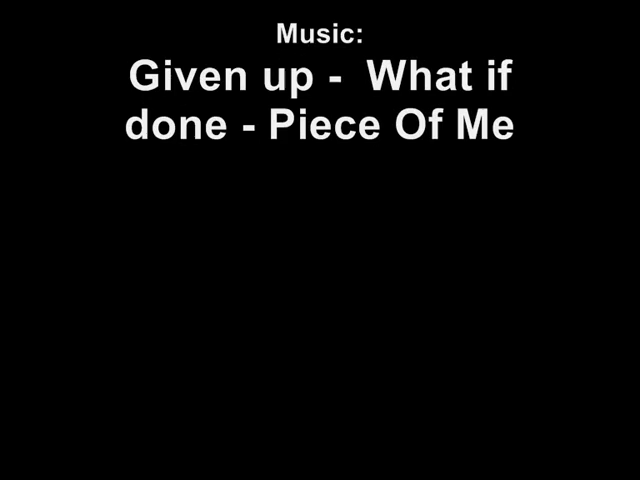 Music:
Given up -  What if
done - Piece Of Me